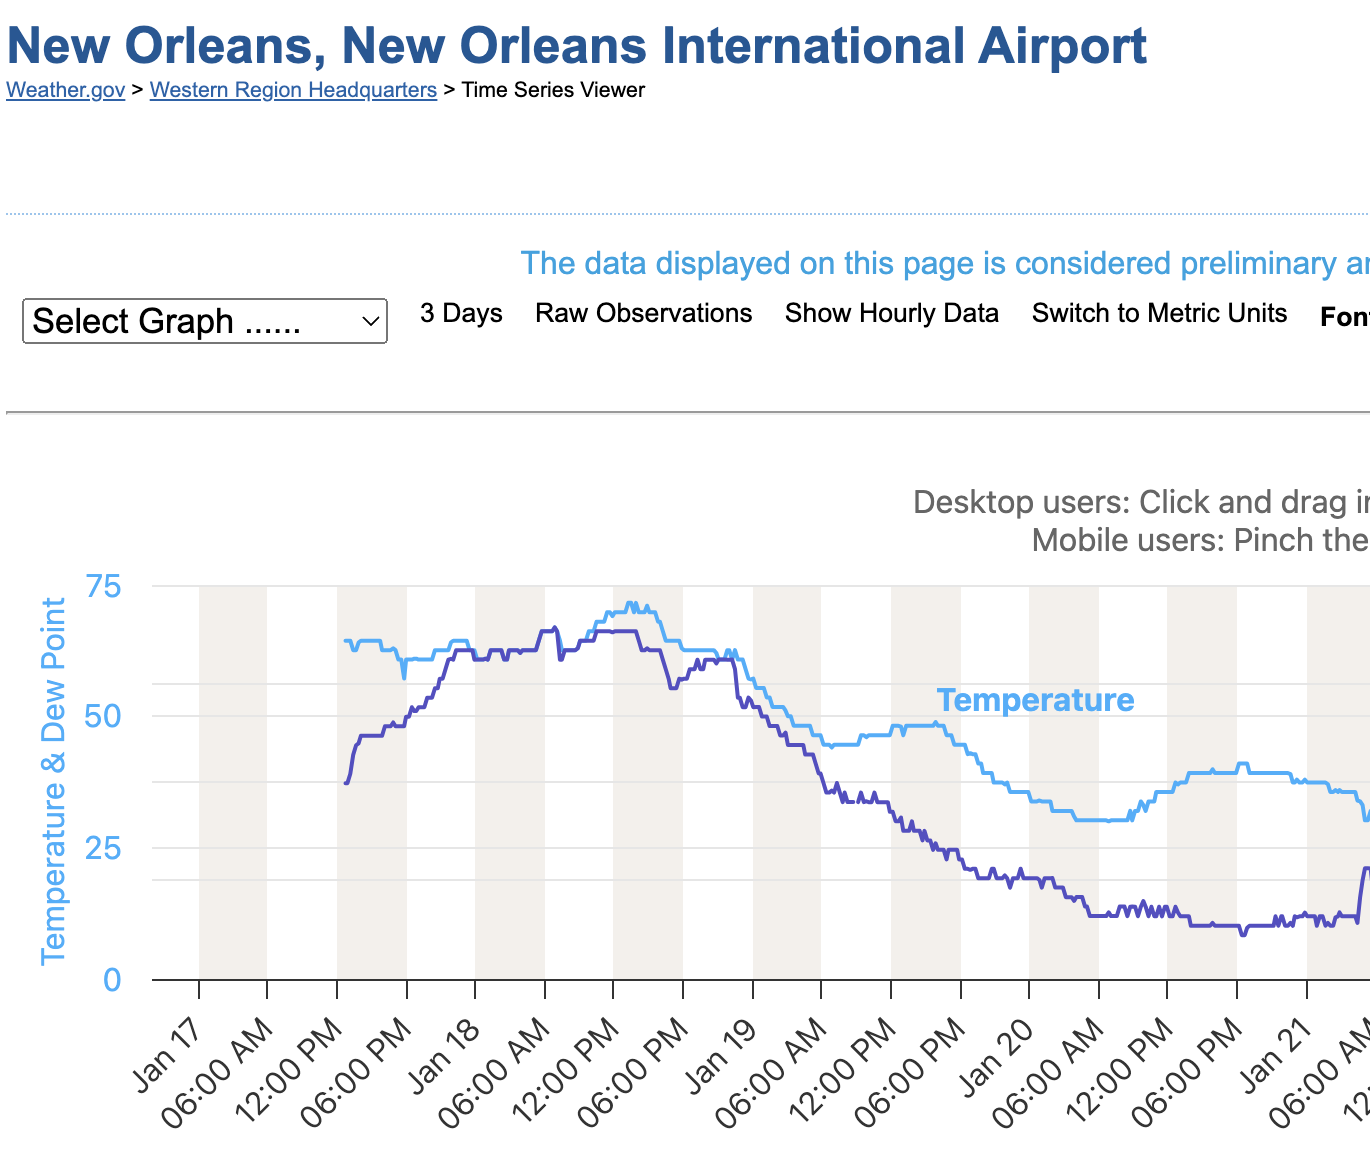 New Orleans, New Orleans International Airport
Weather.gov > Western Region Headquarters > Time Series Viewer
The data displayed on this page is considered preliminary
Select Graph ......
3 Days Raw Observations Show Hourly Data Switch to Metric Units
Desktop users: Click and drag
Mobile users: Pinch the
Temperature & Dew Point
75
50
25
0
Temperature
Jan 17
06:00 AM
12:00 PM
06:00 PM
Jan 18
06:00 AM
12:00 PM
06:00 PM
Jan 19
06:00 AM
12:00 PM
06:00 PM
Jan 20
06:00 AM
12:00 PM
06:00 PM
Jan 21
06:00 AM